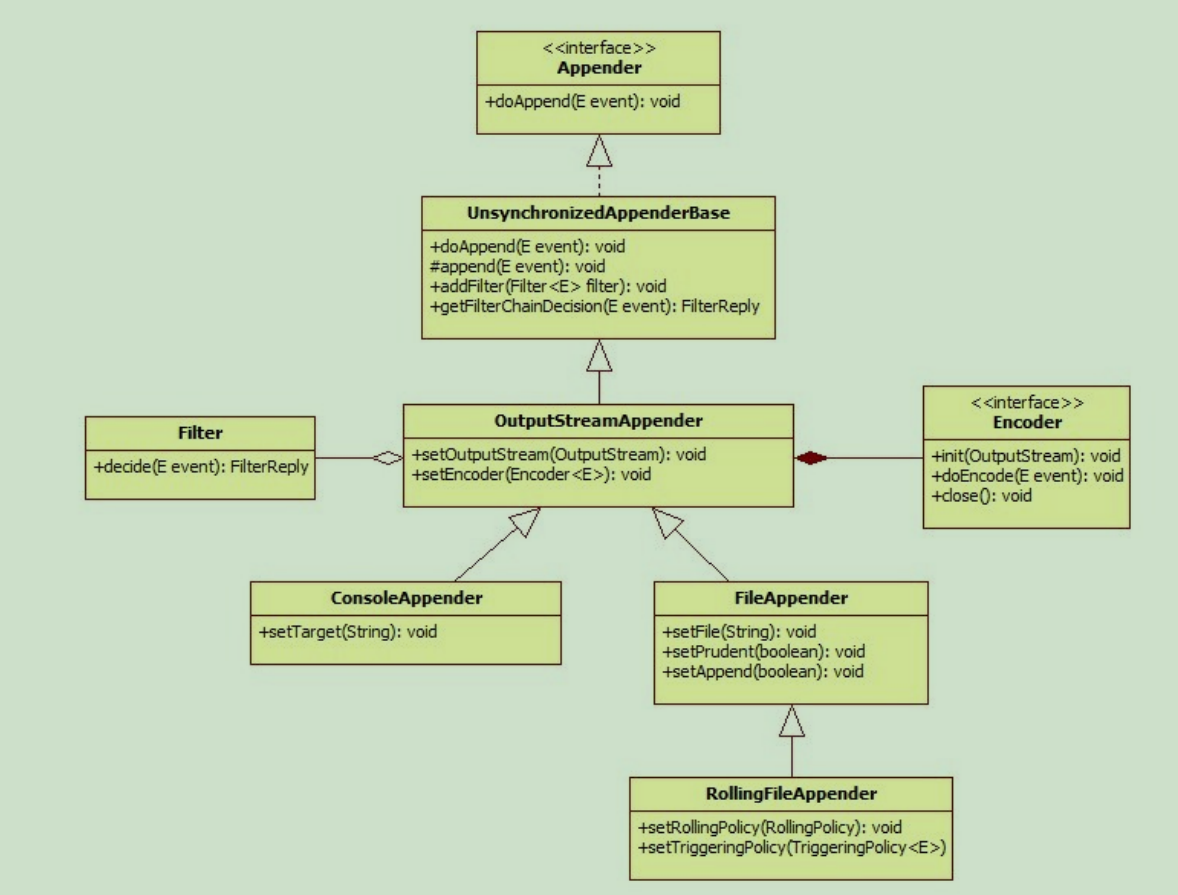 <<interface>>
Appender
+doAppend(E event): void
UnsynchronizedAppenderBase
+doAppend(E event): void
#append(E event): void
+addFilter(Filter<E> filter): void
+getFilterChainDecision(E event): FilterReply
Filter
+decide(E event): FilterReply
OutputStreamAppender
+setOutputStream(OutputStream): void
+setEncoder(Encoder<E>): void
<<interface>>
Encoder
+init(OutputStream): void
+doEncode(E event): void
+close(): void
ConsoleAppender
+setTarget(String): void
FileAppender
+setFile(String): void
+setPrudent(boolean): void
+setAppend(boolean): void
RollingFileAppender
+setRollingPolicy(RollingPolicy): void
+setTriggeringPolicy(TriggeringPolicy<E>)